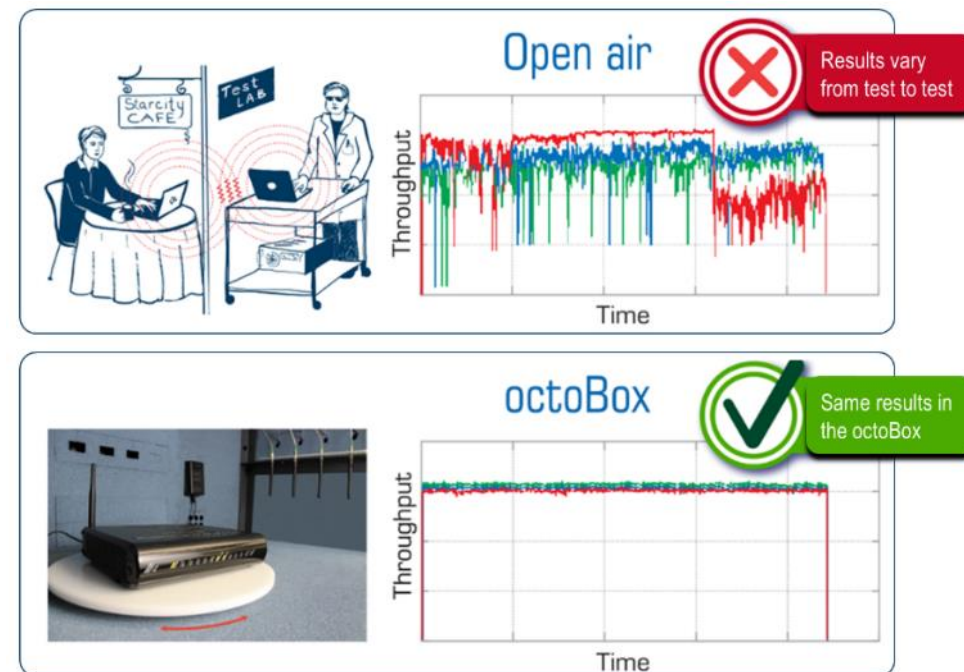 Open air
Results vary
from test to test
Starcity
CAFE
Test
LAB
Throughput
Time
octoBox
Same results in
the octoBox
Throughput
Time